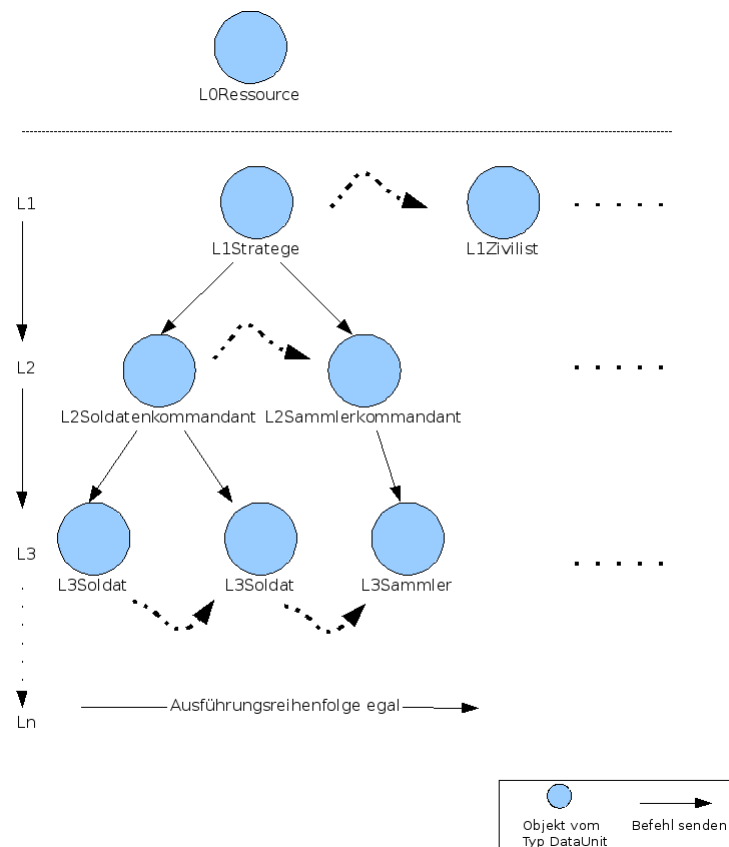 L0Ressource
L1
L1Stratege
L1Zivilist
L2
L2Soldatenkommandant
L2Sammlerkommandant
L3
L3Soldat
L3Soldat
L3Sammler
Ausführungsreihenfolge egal
Ln
Objekt vom
Typ DataUnit
Befehl senden